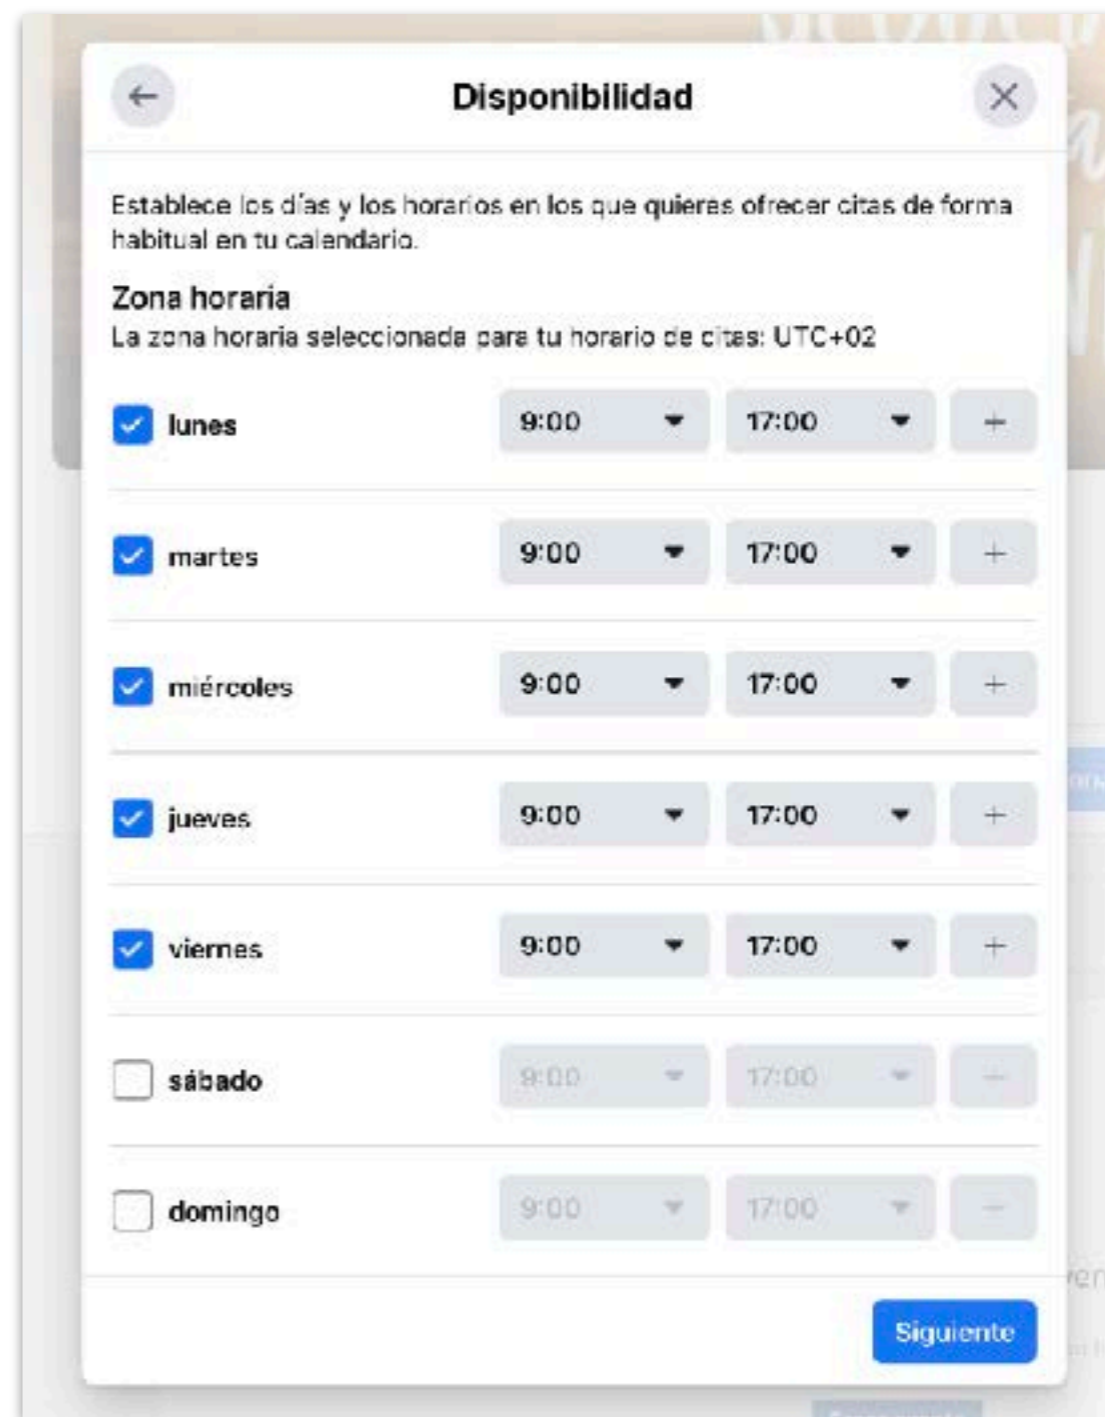 Disponibilidad
Establece los días y los horarios en los que quieres ofrecer citas de forma
habitual en tu calendario.
Zona horaria
La zona horaria seleccionada para tu horario de citas: UTC+02
lunes 9:00 17:00 +
martes 9:00 17:00 +
miércoles 9:00 17:00 +
jueves 9:00 17:00 +
viernes 9:00 17:00 +
sábado 9:00 17:00 +
domingo 9:00 17:00 +
Siguiente